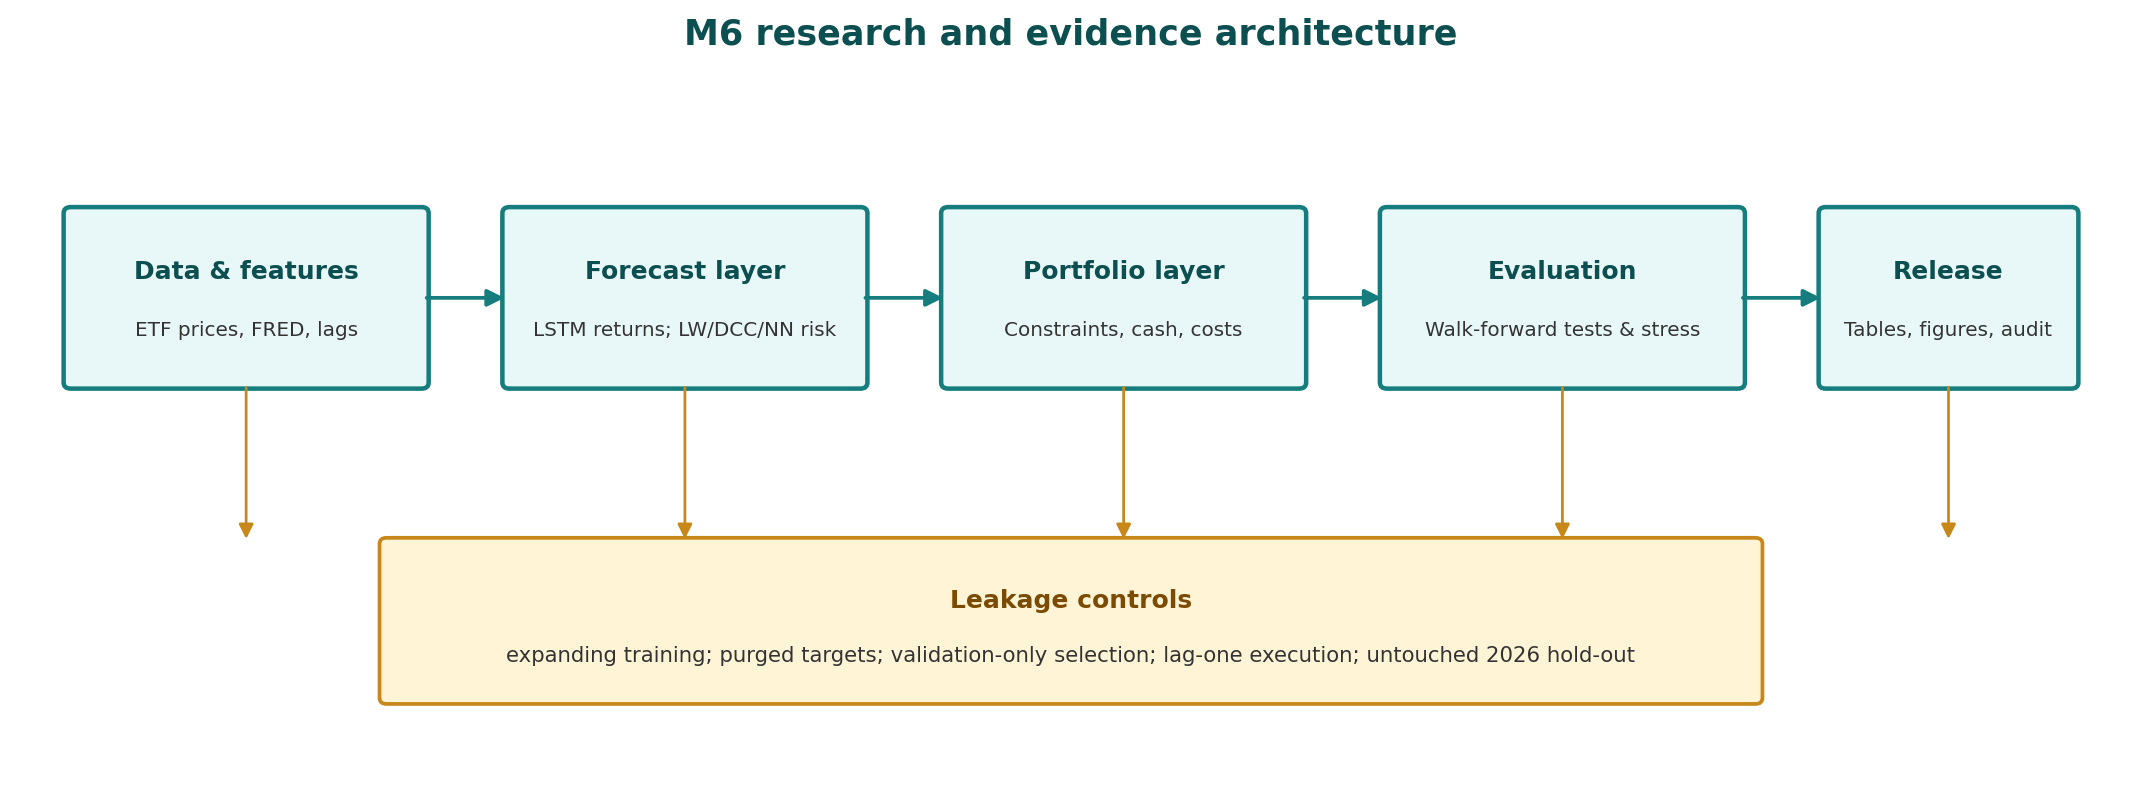 M6 research and evidence architecture
Data & features
ETF prices, FRED, lags
Forecast layer
LSTM returns; LW/DCC/NN risk
Portfolio layer
Constraints, cash, costs
Evaluation
Walk-forward tests & stress
Release
Tables, figures, audit
Leakage controls
expanding training; purged targets; validation-only selection; lag-one execution; untouched 2026 hold-out